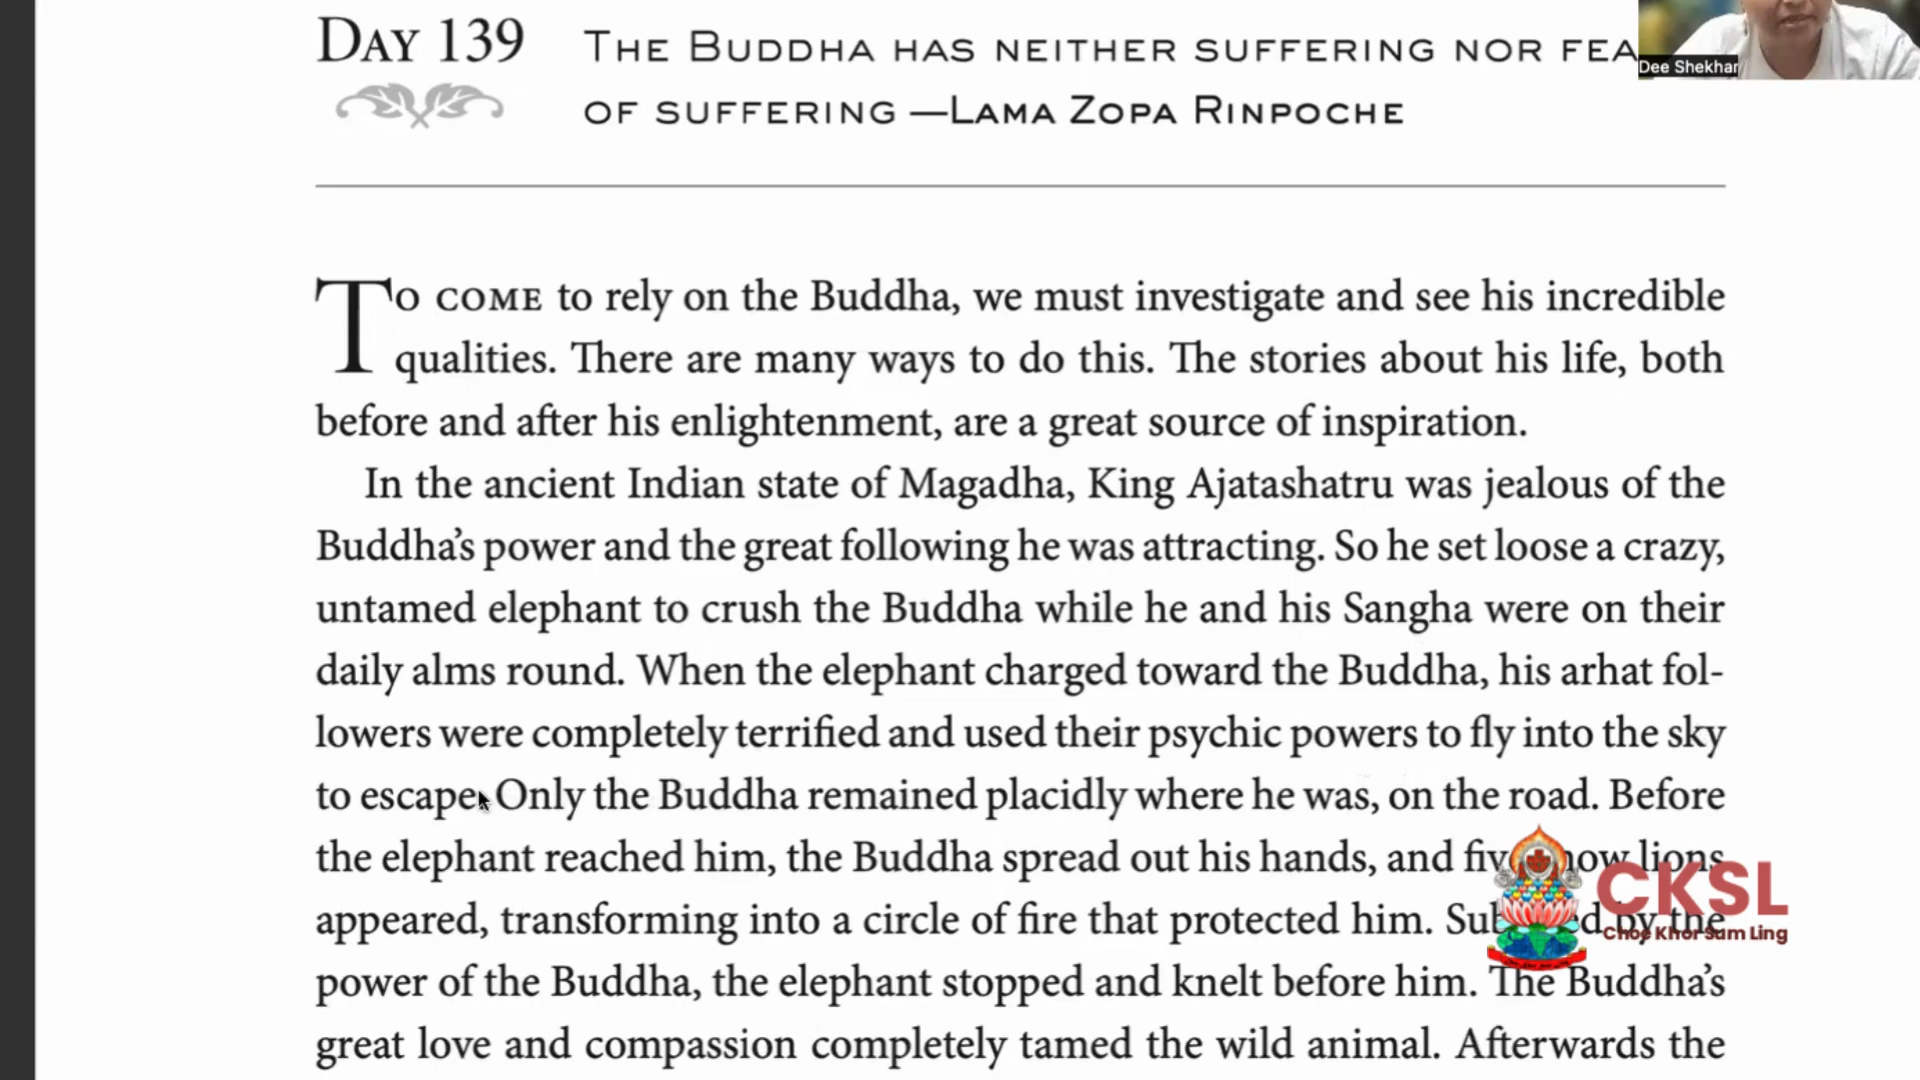 DAY 139
THE BUDDHA HAS NEITHER SUFFERING NOR FEA
OF SUFFERING —LAMA ZOPA RINPOCHE
Dee Shekhar
TO COME to rely on the Buddha, we must investigate and see his incredible
qualities. There are many ways to do this. The stories about his life, both
before and after his enlightenment, are a great source of inspiration.
In the ancient Indian state of Magadha, King Ajatashatru was jealous of the
Buddha's power and the great following he was attracting. So he set loose a crazy,
untamed elephant to crush the Buddha while he and his Sangha were on their
daily alms round. When the elephant charged toward the Buddha, his arhat fol-
lowers were completely terrified and used their psychic powers to fly into the sky
to escape. Only the Buddha remained placidly where he was, on the road. Before
the elephant reached him, the Buddha spread out his hands, and lions
appeared, transforming into a circle of fire that protected him. by the
power of the Buddha, the elephant stopped and knelt before him. The Buddha's
great love and compassion completely tamed the wild animal. Afterwards the
CKSL
Choe Khor Sum Ling